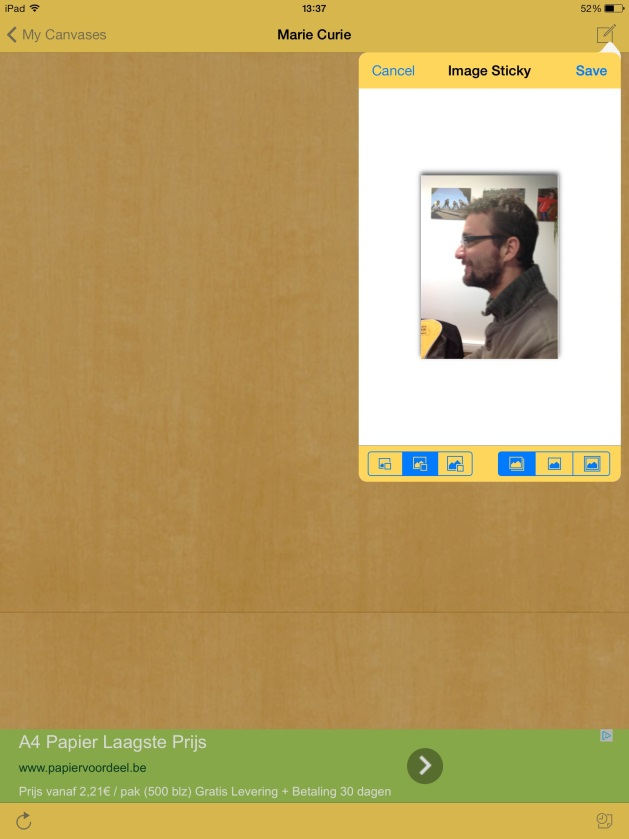 iPad 13:37 52%
My Canvases Marie Curie
Cancel Image Sticky Save
A4 Papier Laagste Prijs
www.papiervoordeel.be
Prijs vanaf 2,21€ / pak (500 blz) Gratis Levering + Betaling 30 dagen